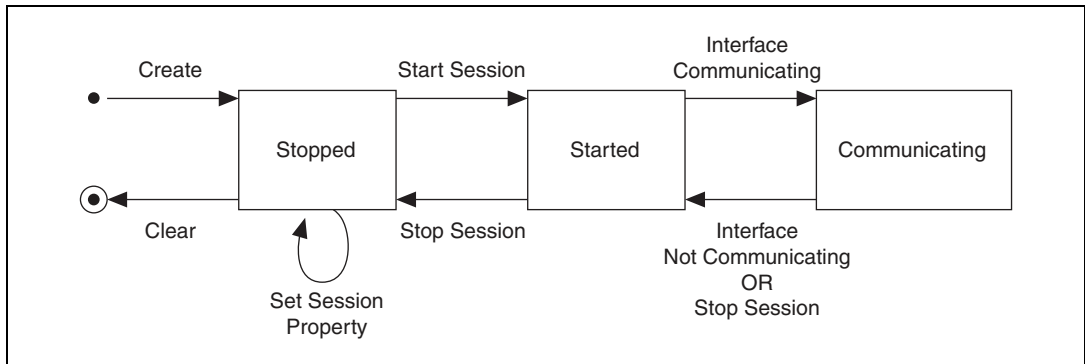 Create
Start Session
Interface
Communicating
Stopped
Started
Communicating
Clear
Stop Session
Interface
Not Communicating
OR
Stop Session
Set Session
Property